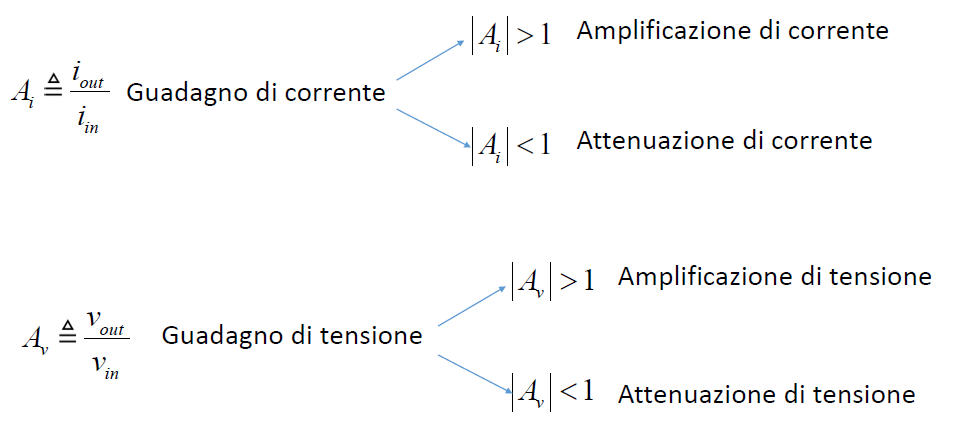 |A_i| > 1 Amplificazione di corrente
A_i ≜ i_out / i_in Guadagno di corrente
|A_i| < 1 Attenuazione di corrente
|A_v| > 1 Amplificazione di tensione
A_v ≜ v_out / v_in Guadagno di tensione
|A_v| < 1 Attenuazione di tensione